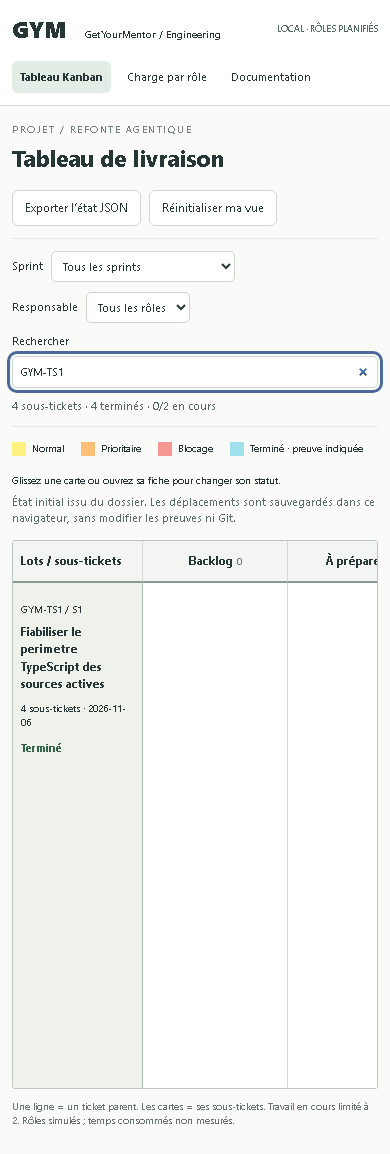 GYM GetYourMentor / Engineering LOCAL · RÔLES PLANIFIÉS
Tableau Kanban Charge par rôle Documentation
PROJET / REFONTE AGENTIQUE
Tableau de livraison
Exporter l'état JSON Réinitialiser ma vue
Sprint Tous les sprints
Responsable Tous les rôles
Rechercher
GYM-TS1
4 sous-tickets · 4 terminés · 0/2 en cours
Normal Prioritaire Blocage Terminé · preuve indiquée
Glissez une carte ou ouvrez sa fiche pour changer son statut.
État initial issu du dossier. Les déplacements sont sauvegardés dans ce
navigateur, sans modifier les preuves ni Git.
Lots / sous-tickets Backlog 0 À prépare
GYM-TS1 / S1
Fiabiliser le
perimetre
TypeScript des
sources actives
4 sous-tickets · 2026-11-
06
Terminé
Une ligne = un ticket parent. Les cartes = ses sous-tickets. Travail en cours limité à
2. Rôles simulés ; temps consommés non mesurés.